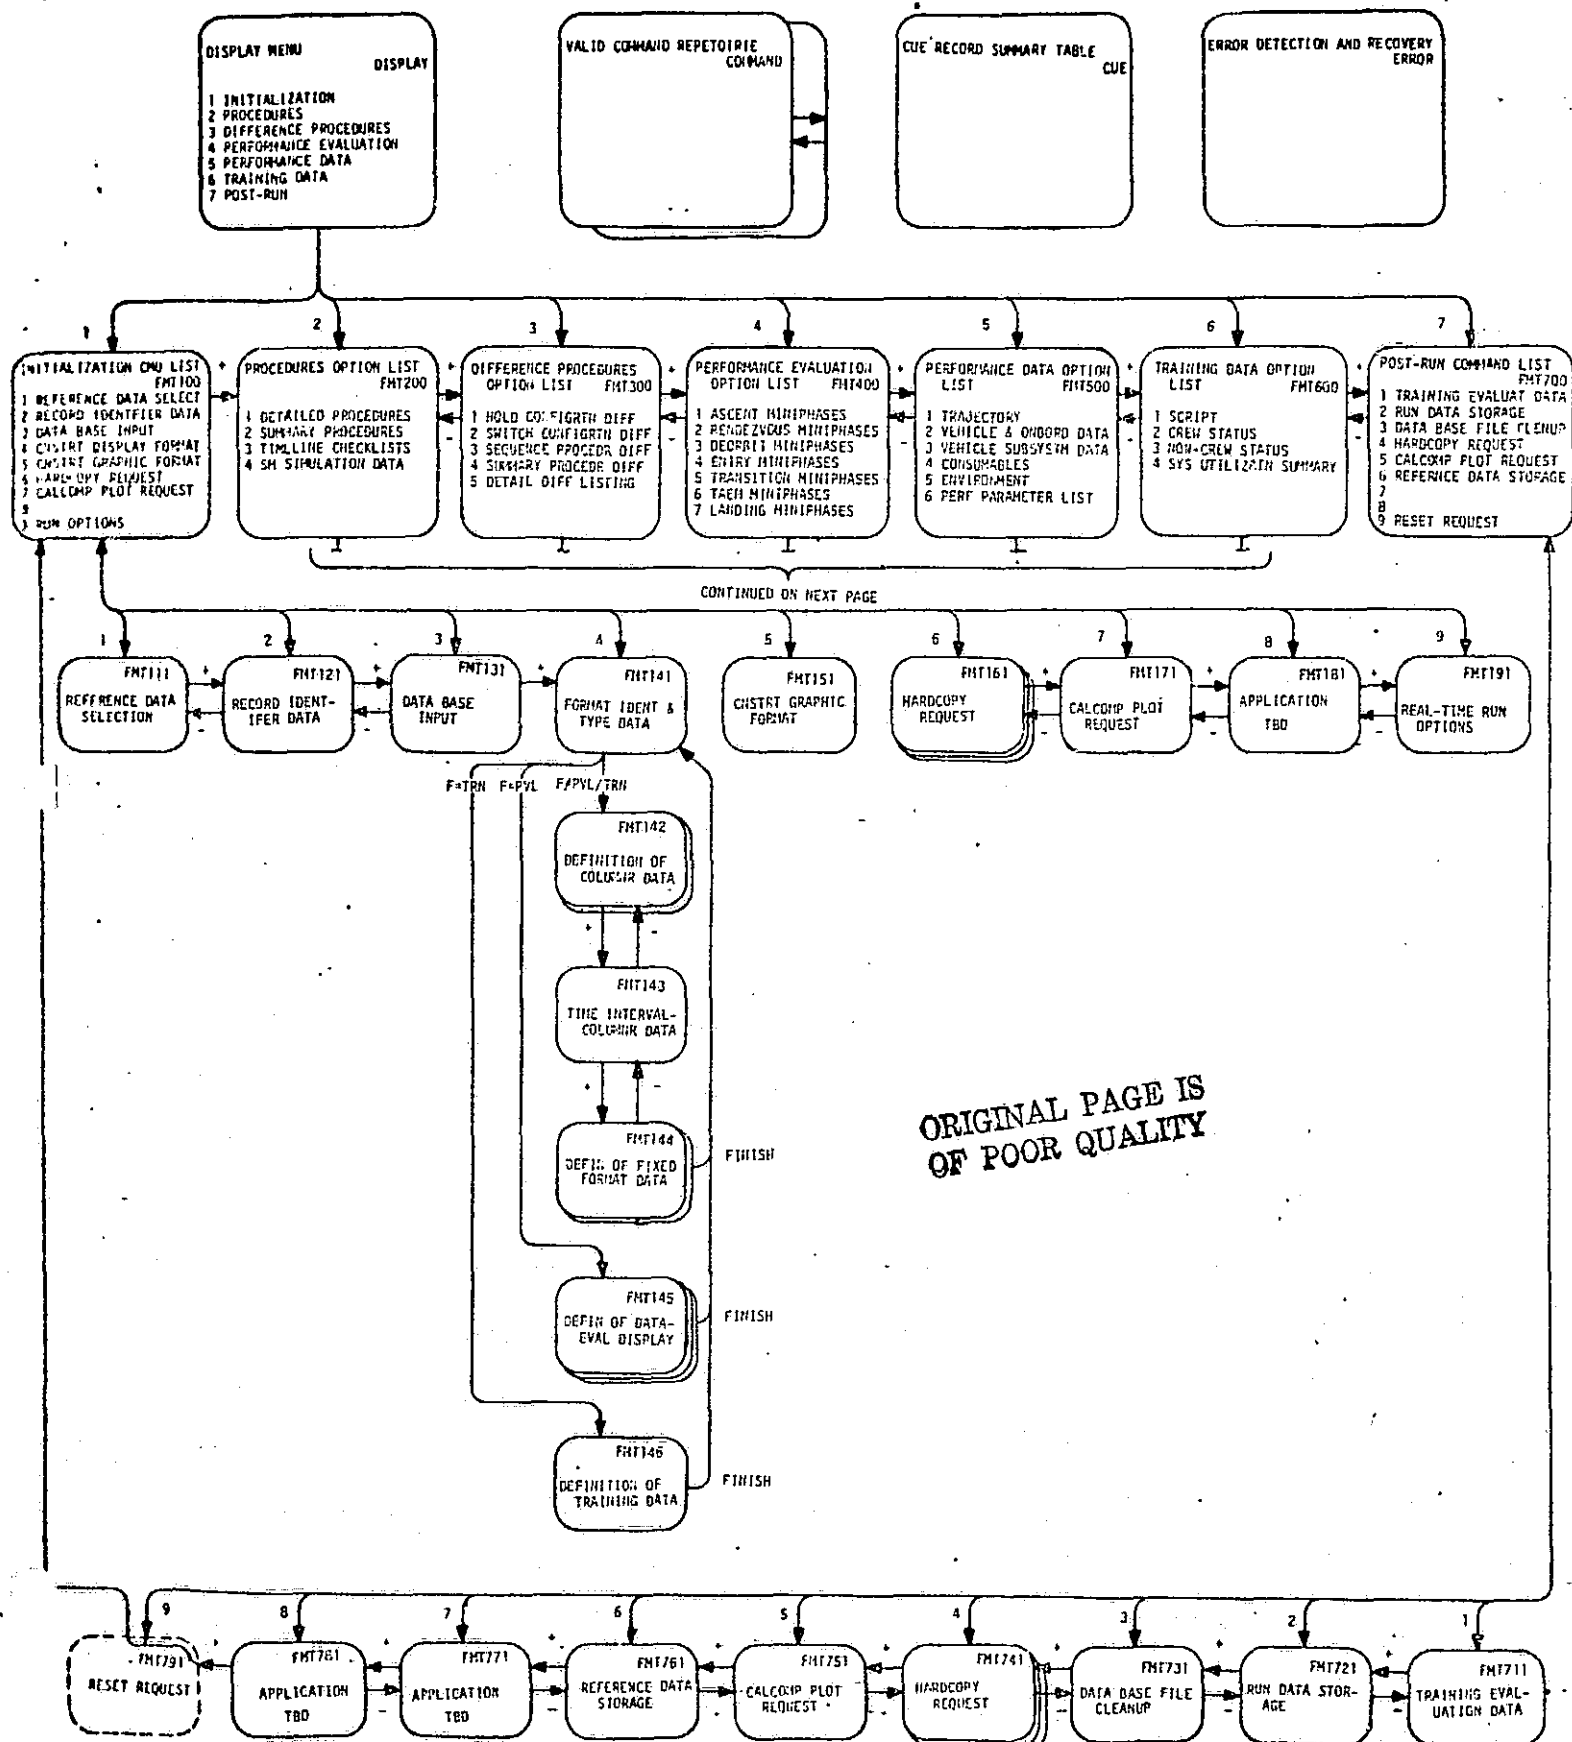 DISPLAY MENU
DISPLAY
1 INITIALIZATION
2 PROCEDURES
3 DIFFERENCE PROCEDURES
4 PERFORMANCE EVALUATION
5 PERFORMANCE DATA
6 TRAINING DATA
7 POST-RUN
VALID COMMAND REPETOIRIE
COMMAND
CUE RECORD SUMMARY TABLE
CUE
ERROR DETECTION AND RECOVERY
ERROR
1
INITIALIZATION CMD LIST
FMT100
1 REFERENCE DATA SELECT
2 RECORD IDENTFIER DATA
3 DATA BASE INPUT
4 CNSTRT DISPLAY FORMAT
5 CNSTRT GRAPHIC FORMAT
6 HARDCOPY REQUEST
7 CALCOMP PLOT REQUEST
RUN OPTIONS
2
PROCEDURES OPTION LIST
FMT200
1 DETAILED PROCEDURES
2 SUMMARY PROCEDURES
3 TIMELINE CHECKLISTS
4 SM SIMULATION DATA
3
DIFFERENCE PROCEDURES
OPTION LIST FMT300
1 HOLD CONFIGRTN DIFF
2 SWITCH CONFIGRTN DIFF
3 SEQUENCE PROCEDR DIFF
4 SUMMARY PROCEDR DIFF
5 DETAIL DIFF LISTING
4
PERFORMANCE EVALUATION
OPTION LIST FMT400
1 ASCENT MINIPHASES
2 RENDEZVOUS MINIPHASES
3 DEORBIT MINIPHASES
4 ENTRY MINIPHASES
5 TRANSITION MINIPHASES
6 TAEM MINIPHASES
7 LANDING MINIPHASES
5
PERFORMANCE DATA OPTION
LIST FMT500
1 TRAJECTORY
2 VEHICLE & ONBORD DATA
3 VEHICLE SUBSYSTM DATA
4 CONSUMABLES
5 ENVIRONMENT
6 PERF PARAMETER LIST
6
TRAINING DATA OPTION
LIST FMT600
1 SCRIPT
2 CREW STATUS
3 NON-CREW STATUS
4 SYS UTILIZATN SUMMARY
7
POST-RUN COMMAND LIST
FMT700
1 TRAINING EVALUAT DATA
2 RUN DATA STORAGE
3 DATA BASE FILE CLENUP
4 HARDCOPY REQUEST
5 CALCOMP PLOT REQUEST
6 REFERENCE DATA STORAGE
7
8
9 RESET REQUEST
CONTINUED ON NEXT PAGE
1
FMT111
REFERENCE DATA
SELECTION
2
FMT121
RECORD IDENT-
IFER DATA
3
FMT131
DATA BASE
INPUT
4
FMT141
FORMAT IDENT &
TYPE DATA
5
FMT151
CNSTRT GRAPHIC
FORMAT
6
FMT161
HARDCOPY
REQUEST
7
FMT171
CALCOMP PLOT
REQUEST
8
FMT181
APPLICATION
TBD
9
FMT191
REAL-TIME RUN
OPTIONS
F=TRN F=PVL F≠PVL/TRN
FMT142
DEFINITION OF
COLUMNR DATA
FMT143
TIME INTERVAL-
COLUMNR DATA
FMT144
DEFIN OF FIXED
FORMAT DATA
FINISH
FMT145
DEFIN OF DATA-
EVAL DISPLAY
FINISH
FMT146
DEFINITION OF
TRAINING DATA
FINISH
ORIGINAL PAGE IS
OF POOR QUALITY
9
FMT791
RESET REQUEST
8
FMT781
APPLICATION
TBD
7
FMT771
APPLICATION
TBD
6
FMT761
REFERENCE DATA
STORAGE
5
FMT751
CALCOMP PLOT
REQUEST
4
FMT741
HARDCOPY
REQUEST
3
FMT731
DATA BASE FILE
CLEANUP
2
FMT721
RUN DATA STOR-
AGE
1
FMT711
TRAINING EVAL-
UATION DATA